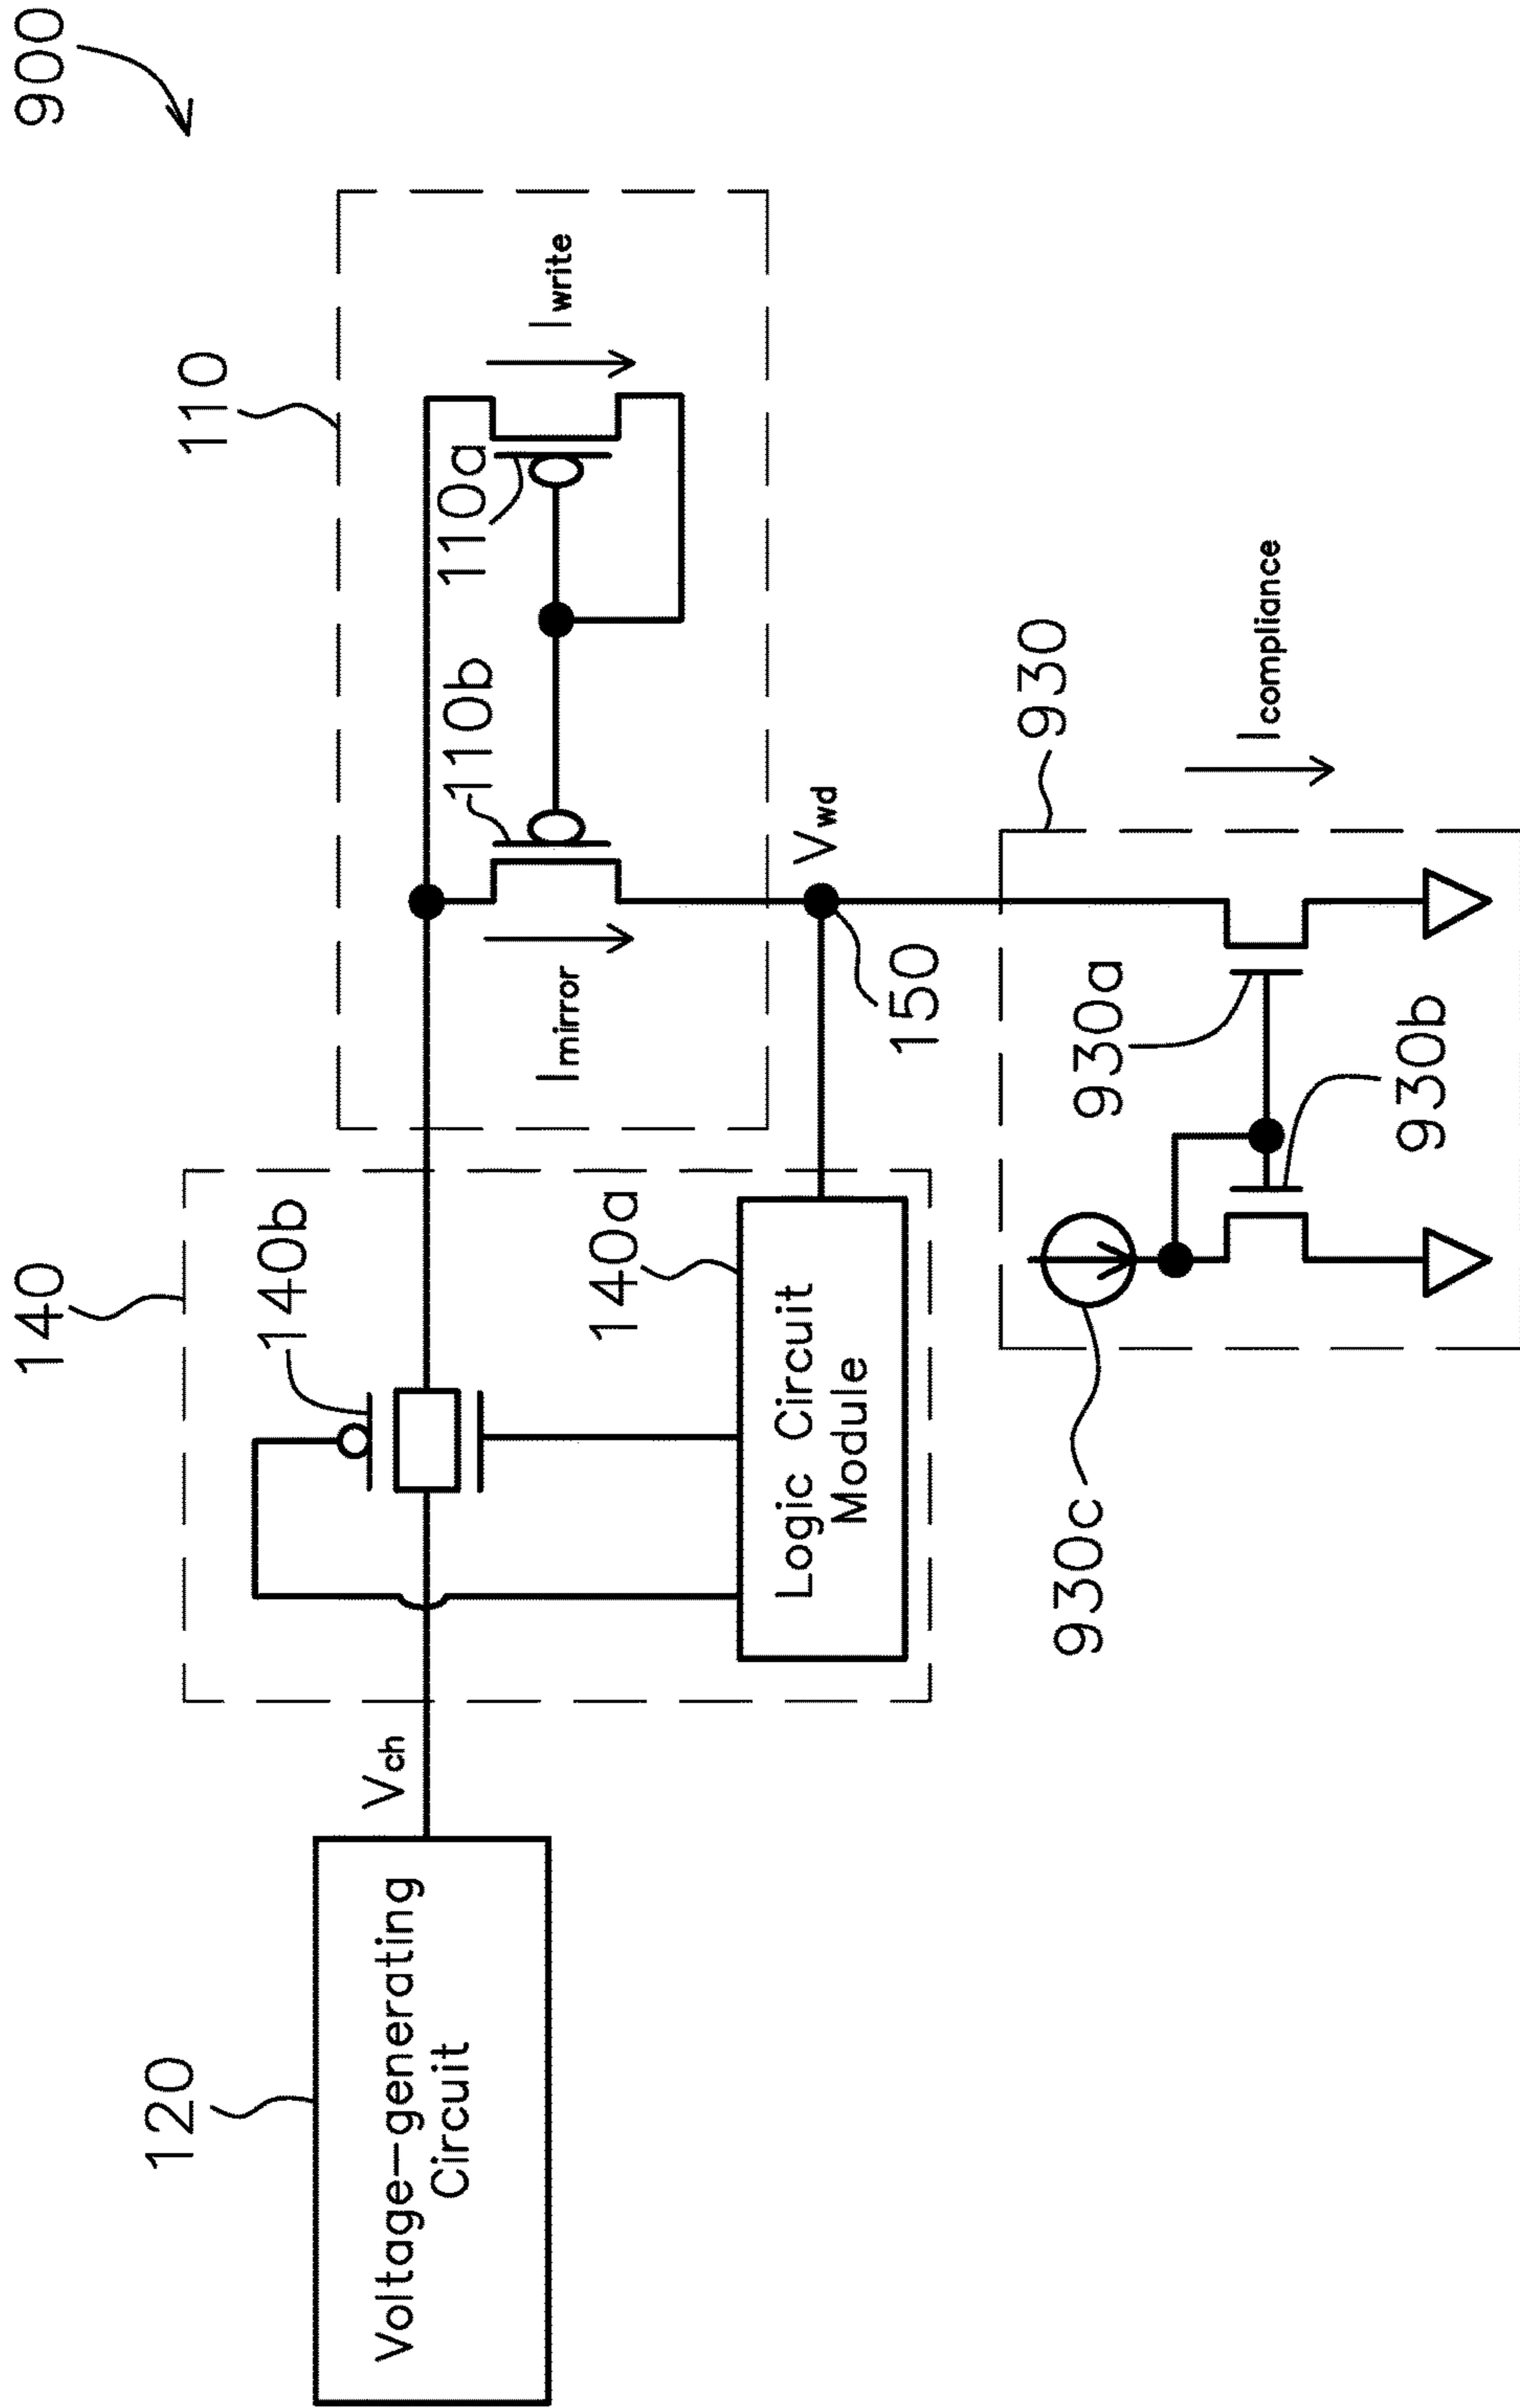 900
140
110
120
Voltage-generating
Circuit
Vch
140b
140a
Logic Circuit
Module
110b
110a
Imirror
Iwrite
Vwd
150
930
930a
930b
930c
Icompliance